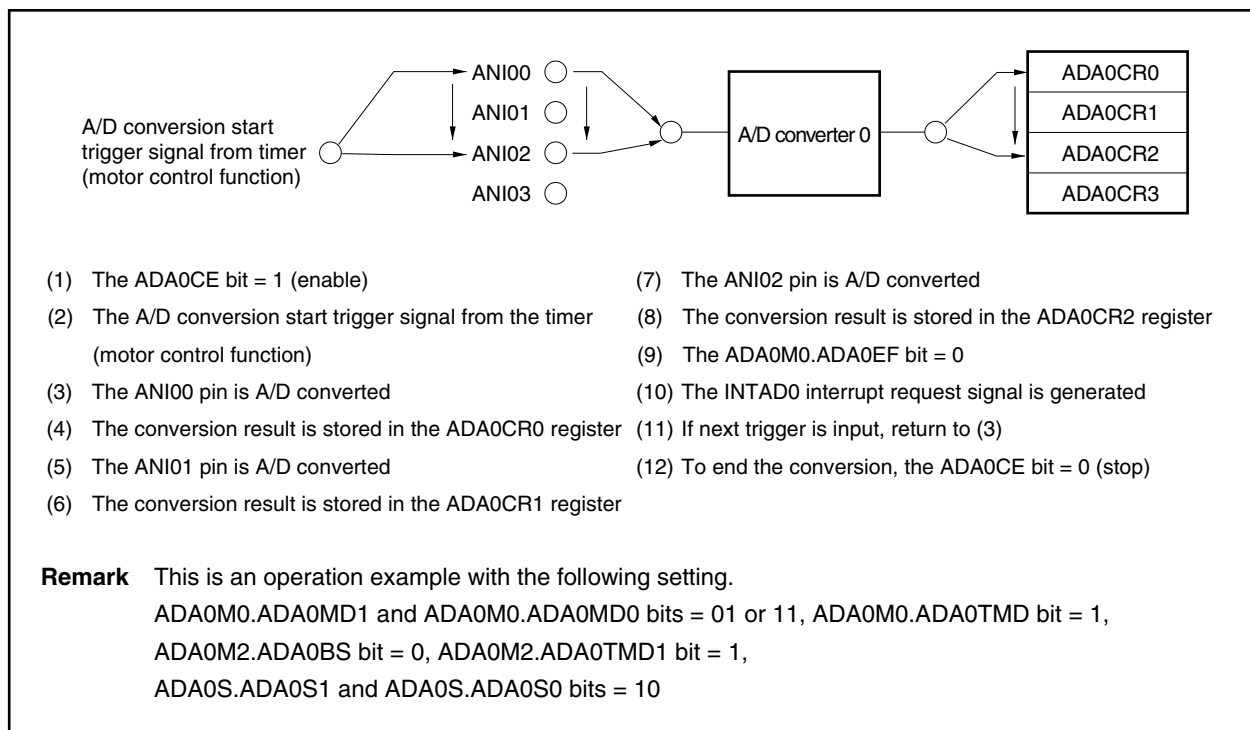 A/D conversion start
trigger signal from timer
(motor control function)
ANI00
ANI01
ANI02
ANI03
A/D converter 0
ADA0CR0
ADA0CR1
ADA0CR2
ADA0CR3
(1) The ADA0CE bit = 1 (enable)
(2) The A/D conversion start trigger signal from the timer
(motor control function)
(3) The ANI00 pin is A/D converted
(4) The conversion result is stored in the ADA0CR0 register
(5) The ANI01 pin is A/D converted
(6) The conversion result is stored in the ADA0CR1 register
(7) The ANI02 pin is A/D converted
(8) The conversion result is stored in the ADA0CR2 register
(9) The ADA0M0.ADA0EF bit = 0
(10) The INTAD0 interrupt request signal is generated
(11) If next trigger is input, return to (3)
(12) To end the conversion, the ADA0CE bit = 0 (stop)
Remark This is an operation example with the following setting.
ADA0M0.ADA0MD1 and ADA0M0.ADA0MD0 bits = 01 or 11, ADA0M0.ADA0TMD bit = 1,
ADA0M2.ADA0BS bit = 0, ADA0M2.ADA0TMD1 bit = 1,
ADA0S.ADA0S1 and ADA0S.ADA0S0 bits = 10